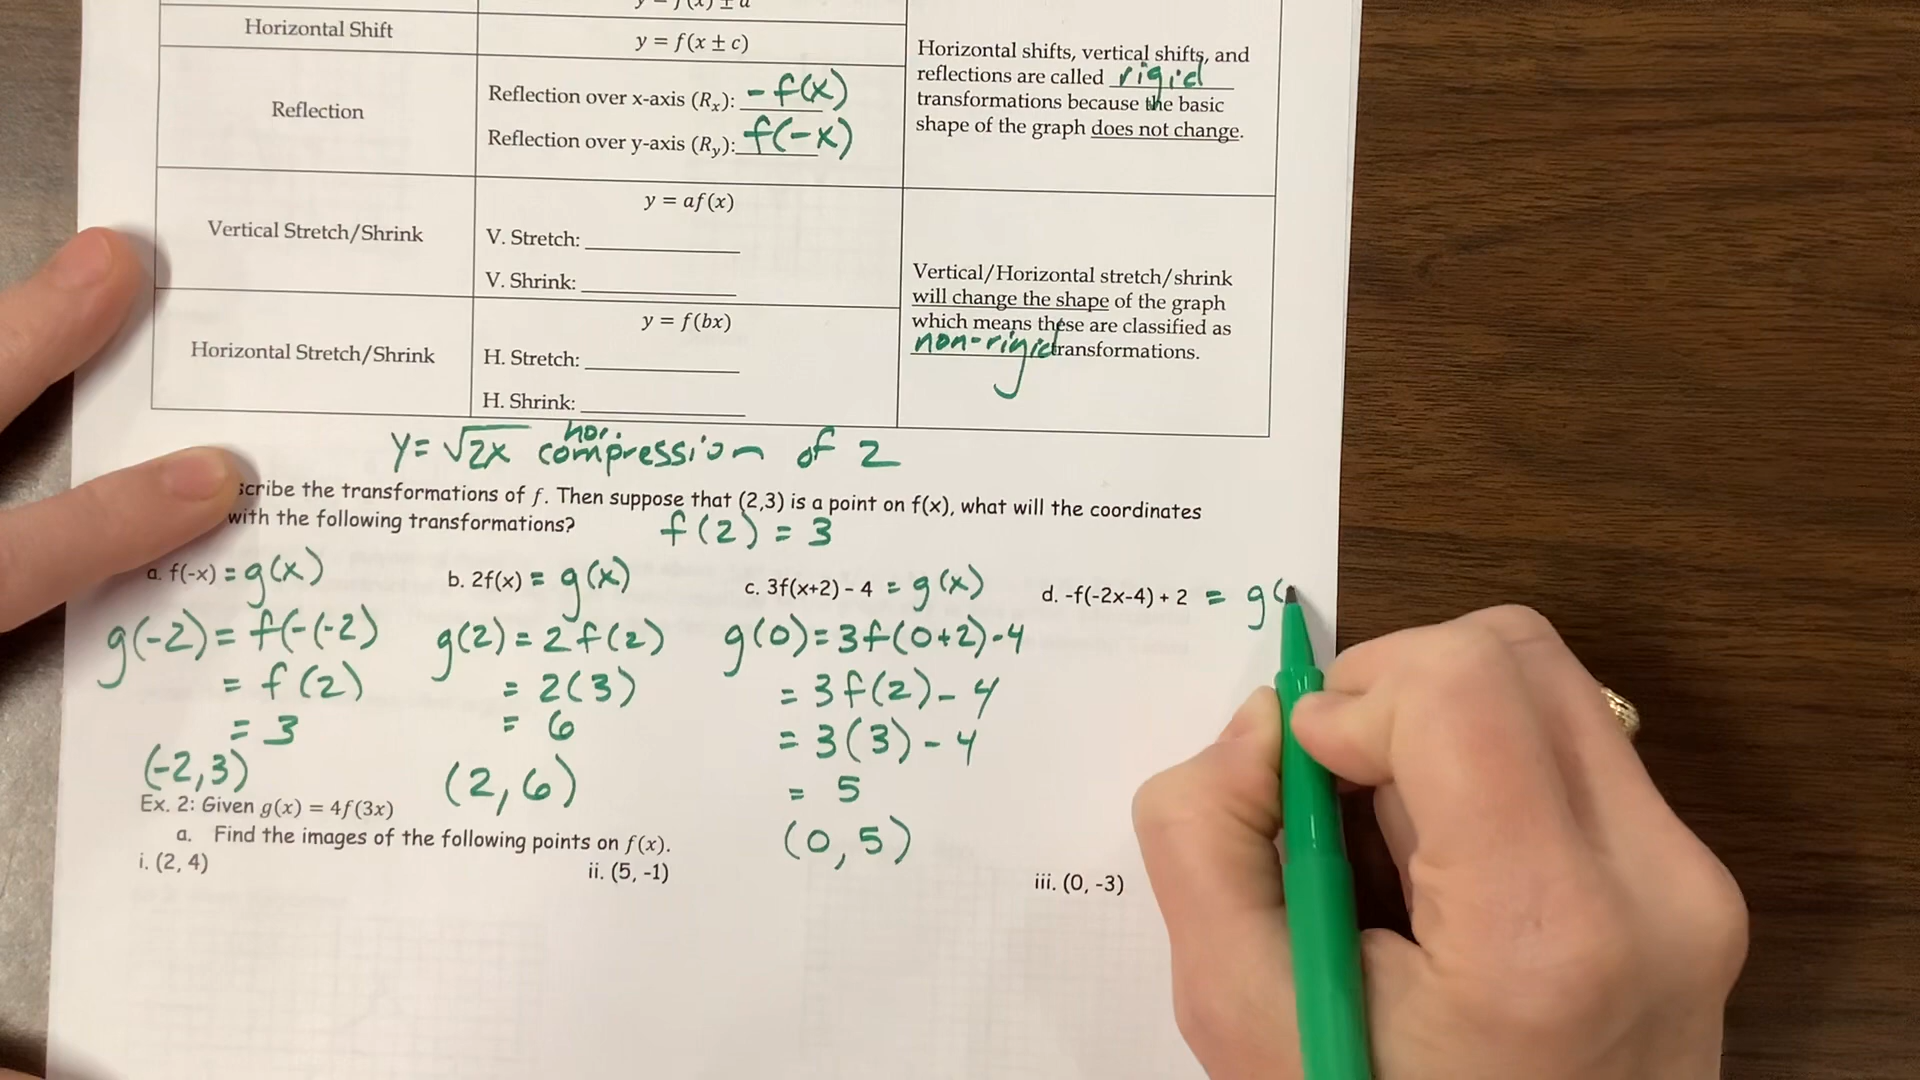 y = f(x) ± d
Horizontal Shift
y = f(x ± c)
Reflection
Reflection over x-axis (Rx): -f(x)
Reflection over y-axis (Ry): f(-x)
Horizontal shifts, vertical shifts, and
reflections are called rigid
transformations because the basic
shape of the graph does not change.
Vertical Stretch/Shrink
y = af(x)
V. Stretch:
V. Shrink:
Horizontal Stretch/Shrink
y = f(bx)
H. Stretch:
H. Shrink:
Vertical/Horizontal stretch/shrink
will change the shape of the graph
which means these are classified as
non-rigid transformations.
hor.
y = √2x compression of 2
scribe the transformations of f. Then suppose that (2,3) is a point on f(x), what will the coordinates
with the following transformations? f(2) = 3
a. f(-x) = g(x)
g(-2) = f(-(-2)
= f(2)
= 3
(-2,3)
b. 2f(x) = g(x)
g(2) = 2f(2)
= 2(3)
= 6
(2,6)
c. 3f(x+2) - 4 = g(x)
g(0) = 3f(0+2)-4
= 3f(2) - 4
= 3(3) - 4
= 5
(0,5)
d. -f(-2x-4) + 2 = g(
Ex. 2: Given g(x) = 4f(3x)
a. Find the images of the following points on f(x).
i. (2, 4)
ii. (5, -1)
iii. (0, -3)